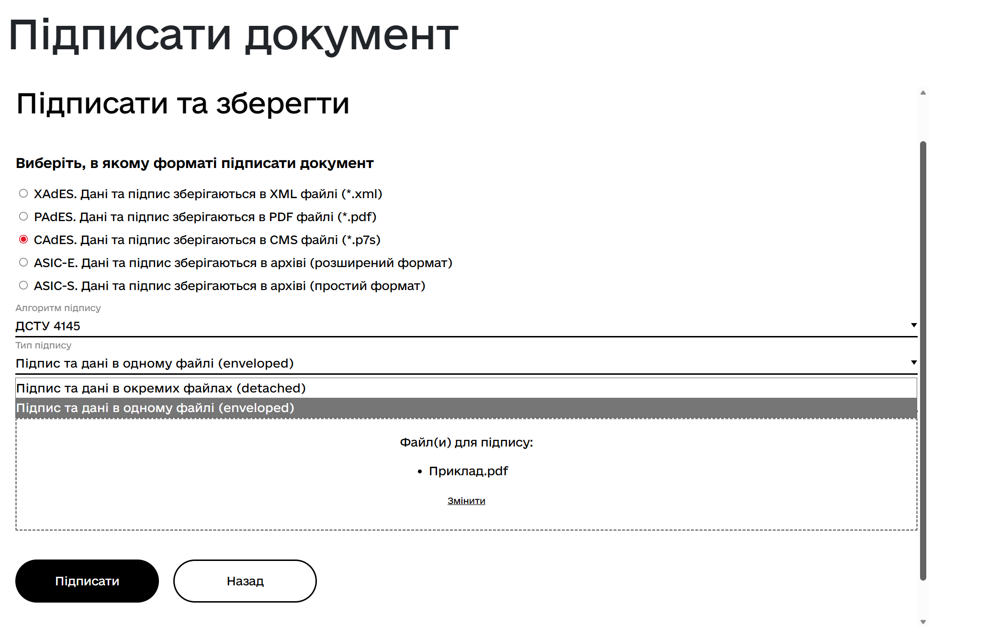 Підписати документ
Підписати та зберегти
Виберіть, в якому форматі підписати документ
XAdES. Дані та підпис зберігаються в XML файлі (*.xml)
PAdES. Дані та підпис зберігаються в PDF файлі (*.pdf)
CAdES. Дані та підпис зберігаються в CMS файлі (*.p7s)
ASIC-E. Дані та підпис зберігаються в архіві (розширений формат)
ASIC-S. Дані та підпис зберігаються в архіві (простий формат)
Алгоритм підпису
ДСТУ 4145
Тип підпису
Підпис та дані в одному файлі (enveloped)
Підпис та дані в окремих файлах (detached)
Підпис та дані в одному файлі (enveloped)
Файл(и) для підпису:
• Приклад.pdf
Змінити
Підписати
Назад